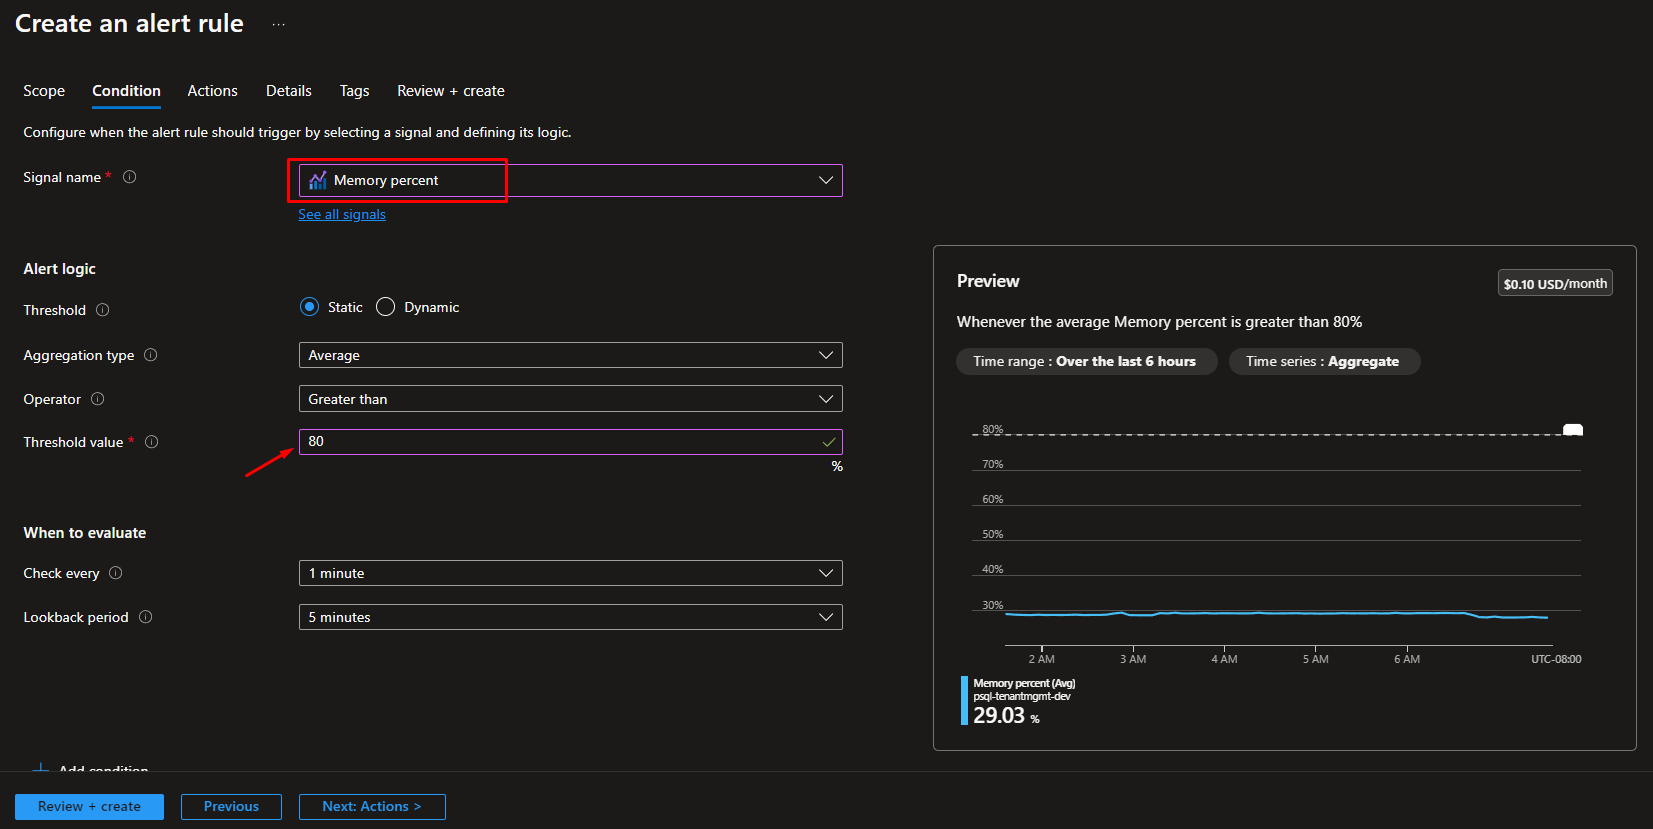 Create an alert rule ...
Scope Condition Actions Details Tags Review + create
Configure when the alert rule should trigger by selecting a signal and defining its logic.
Signal name *
Memory percent
See all signals
Alert logic
Threshold
Static Dynamic
Aggregation type
Average
Operator
Greater than
Threshold value *
80
%
When to evaluate
Check every
1 minute
Lookback period
5 minutes
Add condition
Preview
$0.10 USD/month
Whenever the average Memory percent is greater than 80%
Time range : Over the last 6 hours
Time series : Aggregate
80%
70%
60%
50%
40%
30%
2 AM 3 AM 4 AM 5 AM 6 AM UTC-08:00
Memory percent (Avg)
psql-tenantmgmt-dev
29.03 %
Review + create
Previous
Next: Actions >